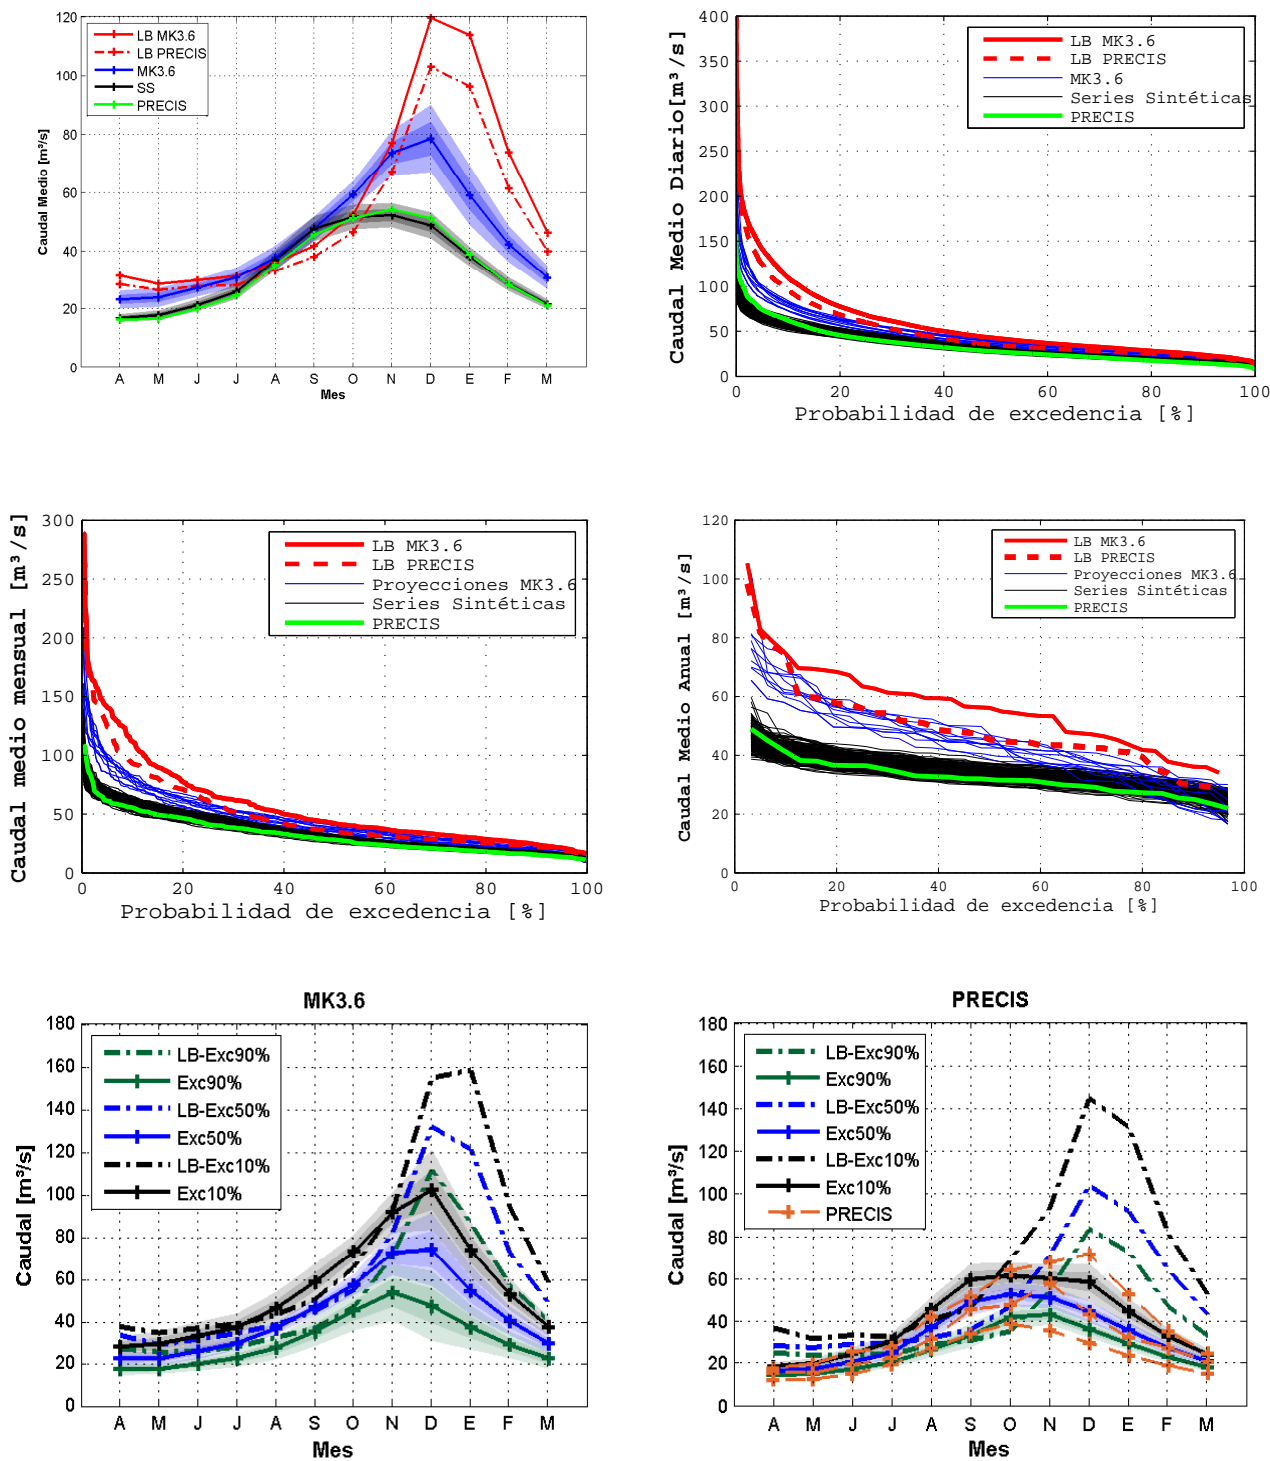 120
100
80
60
40
20
0
Caudal Medio [m³/s]
LB MK3.6
LB PRECIS
MK3.6
SS
PRECIS
A M J J A S O N D E F M
Mes
400
350
300
250
200
150
100
50
0
Caudal Medio Diario[m³/s]
LB MK3.6
LB PRECIS
MK3.6
Series Sintéticas
PRECIS
0 20 40 60 80 100
Probabilidad de excedencia [%]
300
250
200
150
100
50
0
Caudal medio mensual [m³/s]
LB MK3.6
LB PRECIS
Proyecciones MK3.6
Series Sintéticas
PRECIS
0 20 40 60 80 100
Probabilidad de excedencia [%]
120
100
80
60
40
20
0
Caudal Medio Anual [m³/s]
LB MK3.6
LB PRECIS
Proyecciones MK3.6
Series Sintéticas
PRECIS
0 20 40 60 80 100
Probabilidad de excedencia [%]
MK3.6
180
160
140
120
100
80
60
40
20
0
Caudal [m³/s]
LB-Exc90%
Exc90%
LB-Exc50%
Exc50%
LB-Exc10%
Exc10%
A M J J A S O N D E F M
Mes
PRECIS
180
160
140
120
100
80
60
40
20
0
Caudal [m³/s]
LB-Exc90%
Exc90%
LB-Exc50%
Exc50%
LB-Exc10%
Exc10%
PRECIS
A M J J A S O N D E F M
Mes